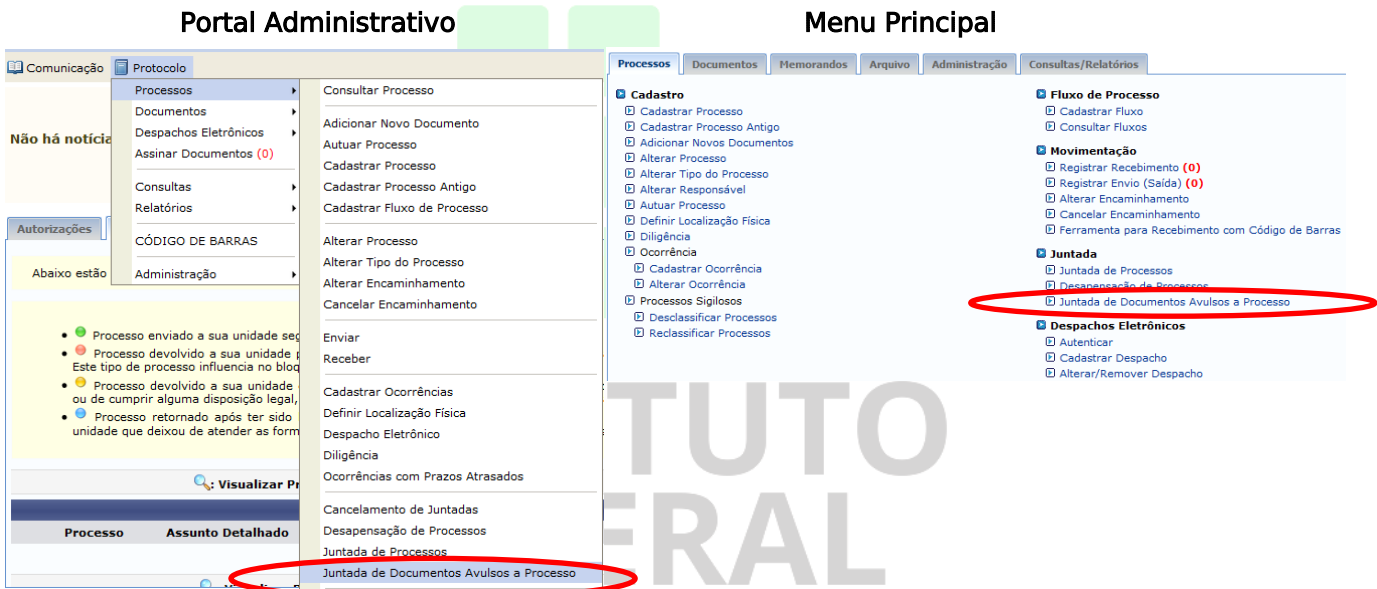 Portal Administrativo
Menu Principal
Comunicação
Protocolo
Não há notícia
Autorizações
Abaixo estão
Processos
Documentos
Despachos Eletrônicos
Assinar Documentos (0)
Consultas
Relatórios
CÓDIGO DE BARRAS
Administração
Consultar Processo
Adicionar Novo Documento
Autuar Processo
Cadastrar Processo
Cadastrar Processo Antigo
Cadastrar Fluxo de Processo
Alterar Processo
Alterar Tipo do Processo
Alterar Encaminhamento
Cancelar Encaminhamento
Enviar
Receber
Cadastrar Ocorrências
Definir Localização Física
Despacho Eletrônico
Diligência
Ocorrências com Prazos Atrasados
Cancelamento de Juntadas
Desapensação de Processos
Juntada de Processos
Juntada de Documentos Avulsos a Processo
Processo enviado a sua unidade seg
Processo devolvido a sua unidade p
Este tipo de processo influencia no bloq
Processo devolvido a sua unidade
ou de cumprir alguma disposição legal,
Processo retornado após ter sido
unidade que deixou de atender as form
: Visualizar Pr
Processo Assunto Detalhado
Processos Documentos Memorandos Arquivo Administração Consultas/Relatórios
Cadastro
Cadastrar Processo
Cadastrar Processo Antigo
Adicionar Novos Documentos
Alterar Processo
Alterar Tipo do Processo
Alterar Responsável
Autuar Processo
Definir Localização Física
Diligência
Ocorrência
Cadastrar Ocorrência
Alterar Ocorrência
Processos Sigilosos
Desclassificar Processos
Reclassificar Processos
Fluxo de Processo
Cadastrar Fluxo
Consultar Fluxos
Movimentação
Registrar Recebimento (0)
Registrar Envio (Saída) (0)
Alterar Encaminhamento
Cancelar Encaminhamento
Ferramenta para Recebimento com Código de Barras
Juntada
Juntada de Processos
Desapensação de Processos
Juntada de Documentos Avulsos a Processo
Despachos Eletrônicos
Autenticar
Cadastrar Despacho
Alterar/Remover Despacho
TUTO
ERAL